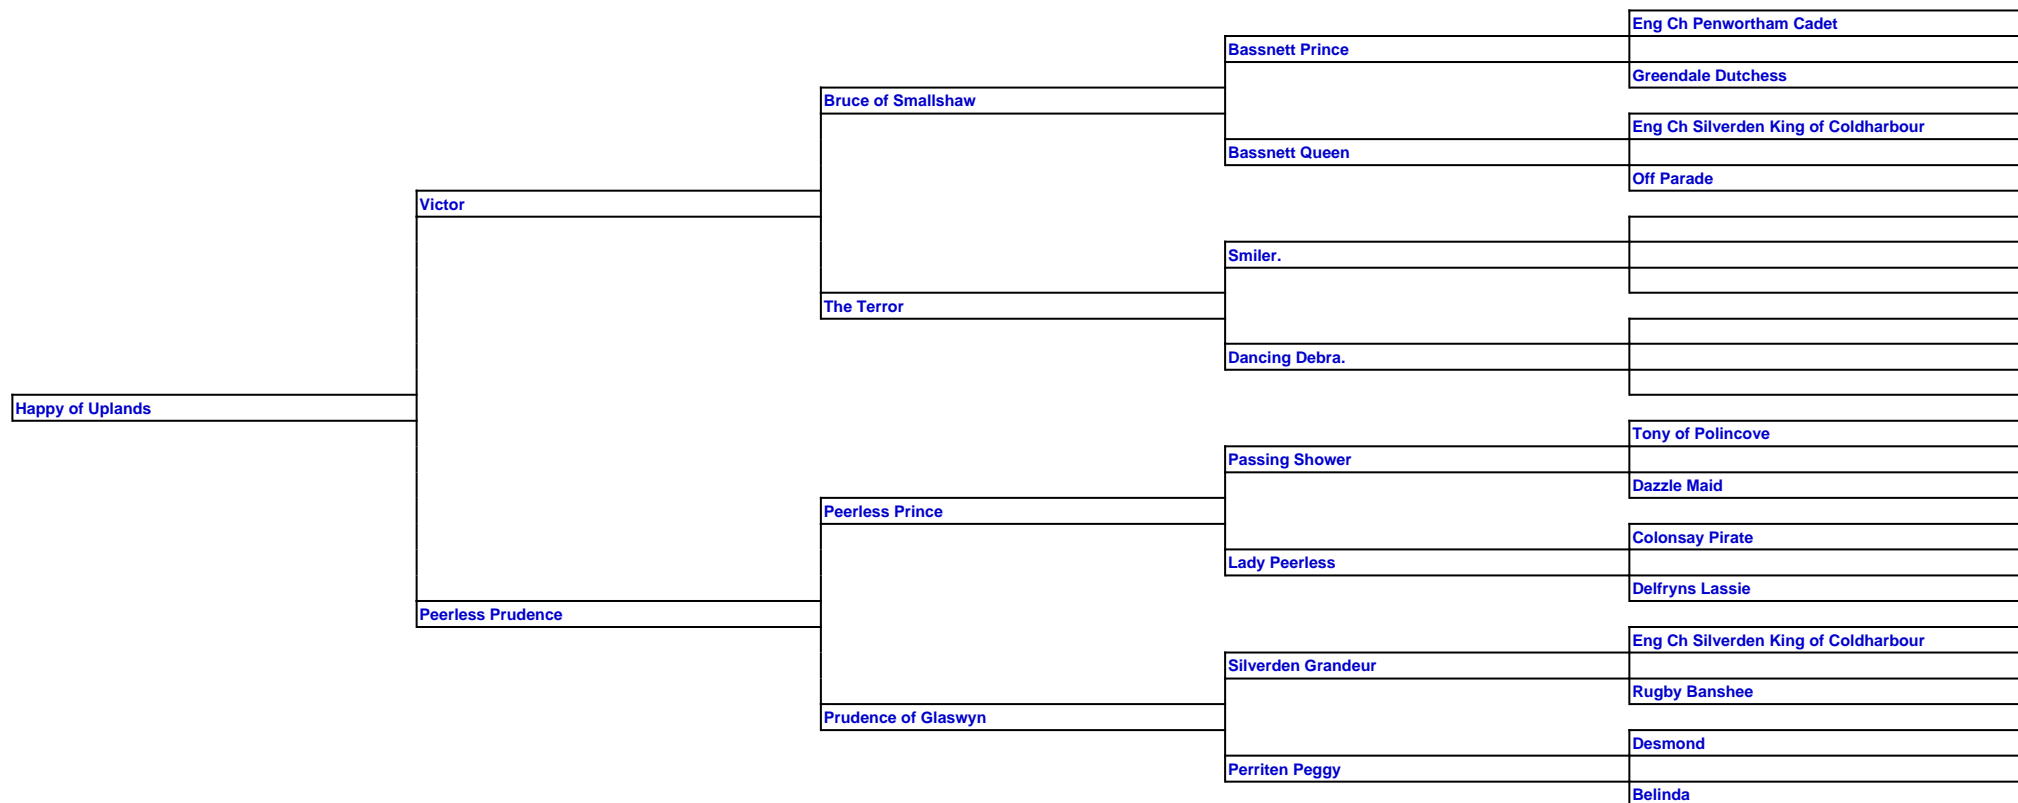 Eng Ch Penwortham Cadet
Bassnett Prince
Greendale Dutchess
Bruce of Smallshaw
Eng Ch Silverden King of Coldharbour
Bassnett Queen
Off Parade
Victor
Smiler.
The Terror
Dancing Debra.
Happy of Uplands
Tony of Polincove
Passing Shower
Dazzle Maid
Peerless Prince
Colonsay Pirate
Lady Peerless
Delfryns Lassie
Peerless Prudence
Eng Ch Silverden King of Coldharbour
Silverden Grandeur
Rugby Banshee
Prudence of Glaswyn
Desmond
Perriten Peggy
Belinda